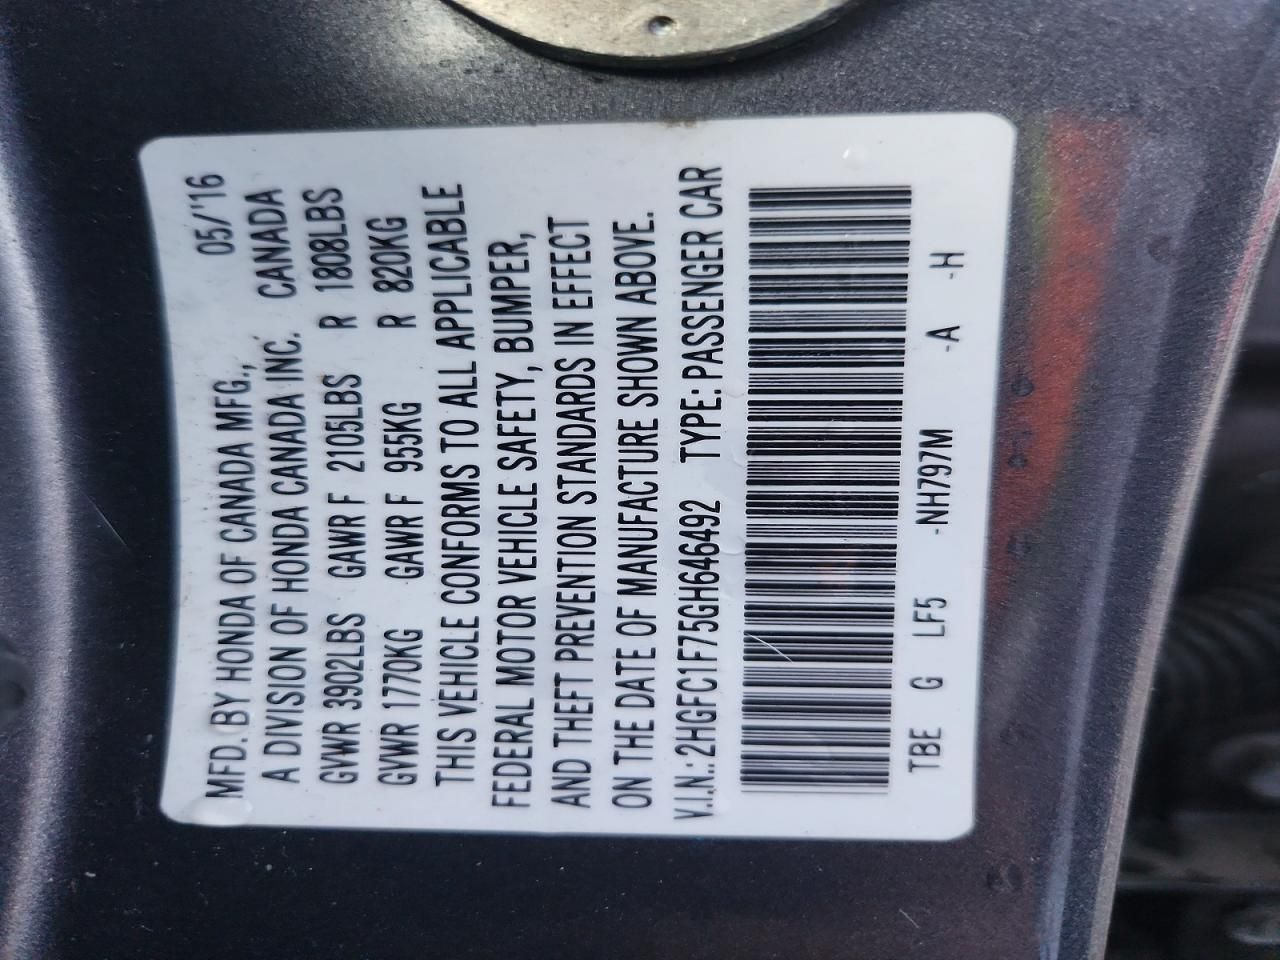 MFD. BY HONDA OF CANADA MFG., 05/'16
A DIVISION OF HONDA CANADA INC. CANADA
GVWR 3902LBS GAWR F 2105LBS R 1808LBS
GVWR 1770KG GAWR F 955KG R 820KG
THIS VEHICLE CONFORMS TO ALL APPLICABLE
FEDERAL MOTOR VEHICLE SAFETY, BUMPER,
AND THEFT PREVENTION STANDARDS IN EFFECT
ON THE DATE OF MANUFACTURE SHOWN ABOVE.
V.I.N.: 2HGFC1F75GH646492 TYPE: PASSENGER CAR
TBE G LF5 -NH797M -A -H